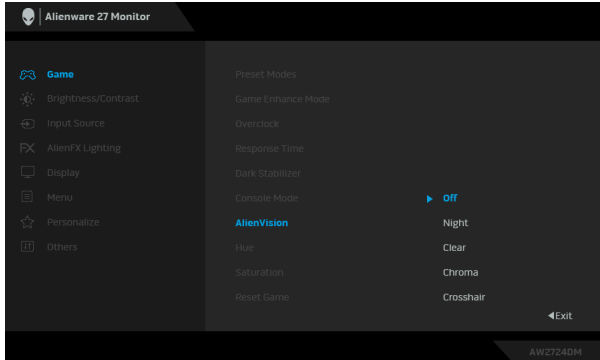 Alienware 27 Monitor
Game
Brightness/Contrast
Input Source
AlienFX Lighting
Display
Menu
Personalize
Others
Preset Modes
Game Enhance Mode
Overclock
Response Time
Dark Stabilizer
Console Mode
AlienVision
Hue
Saturation
Reset Game
Off
Night
Clear
Chroma
Crosshair
Exit
AW2724DM